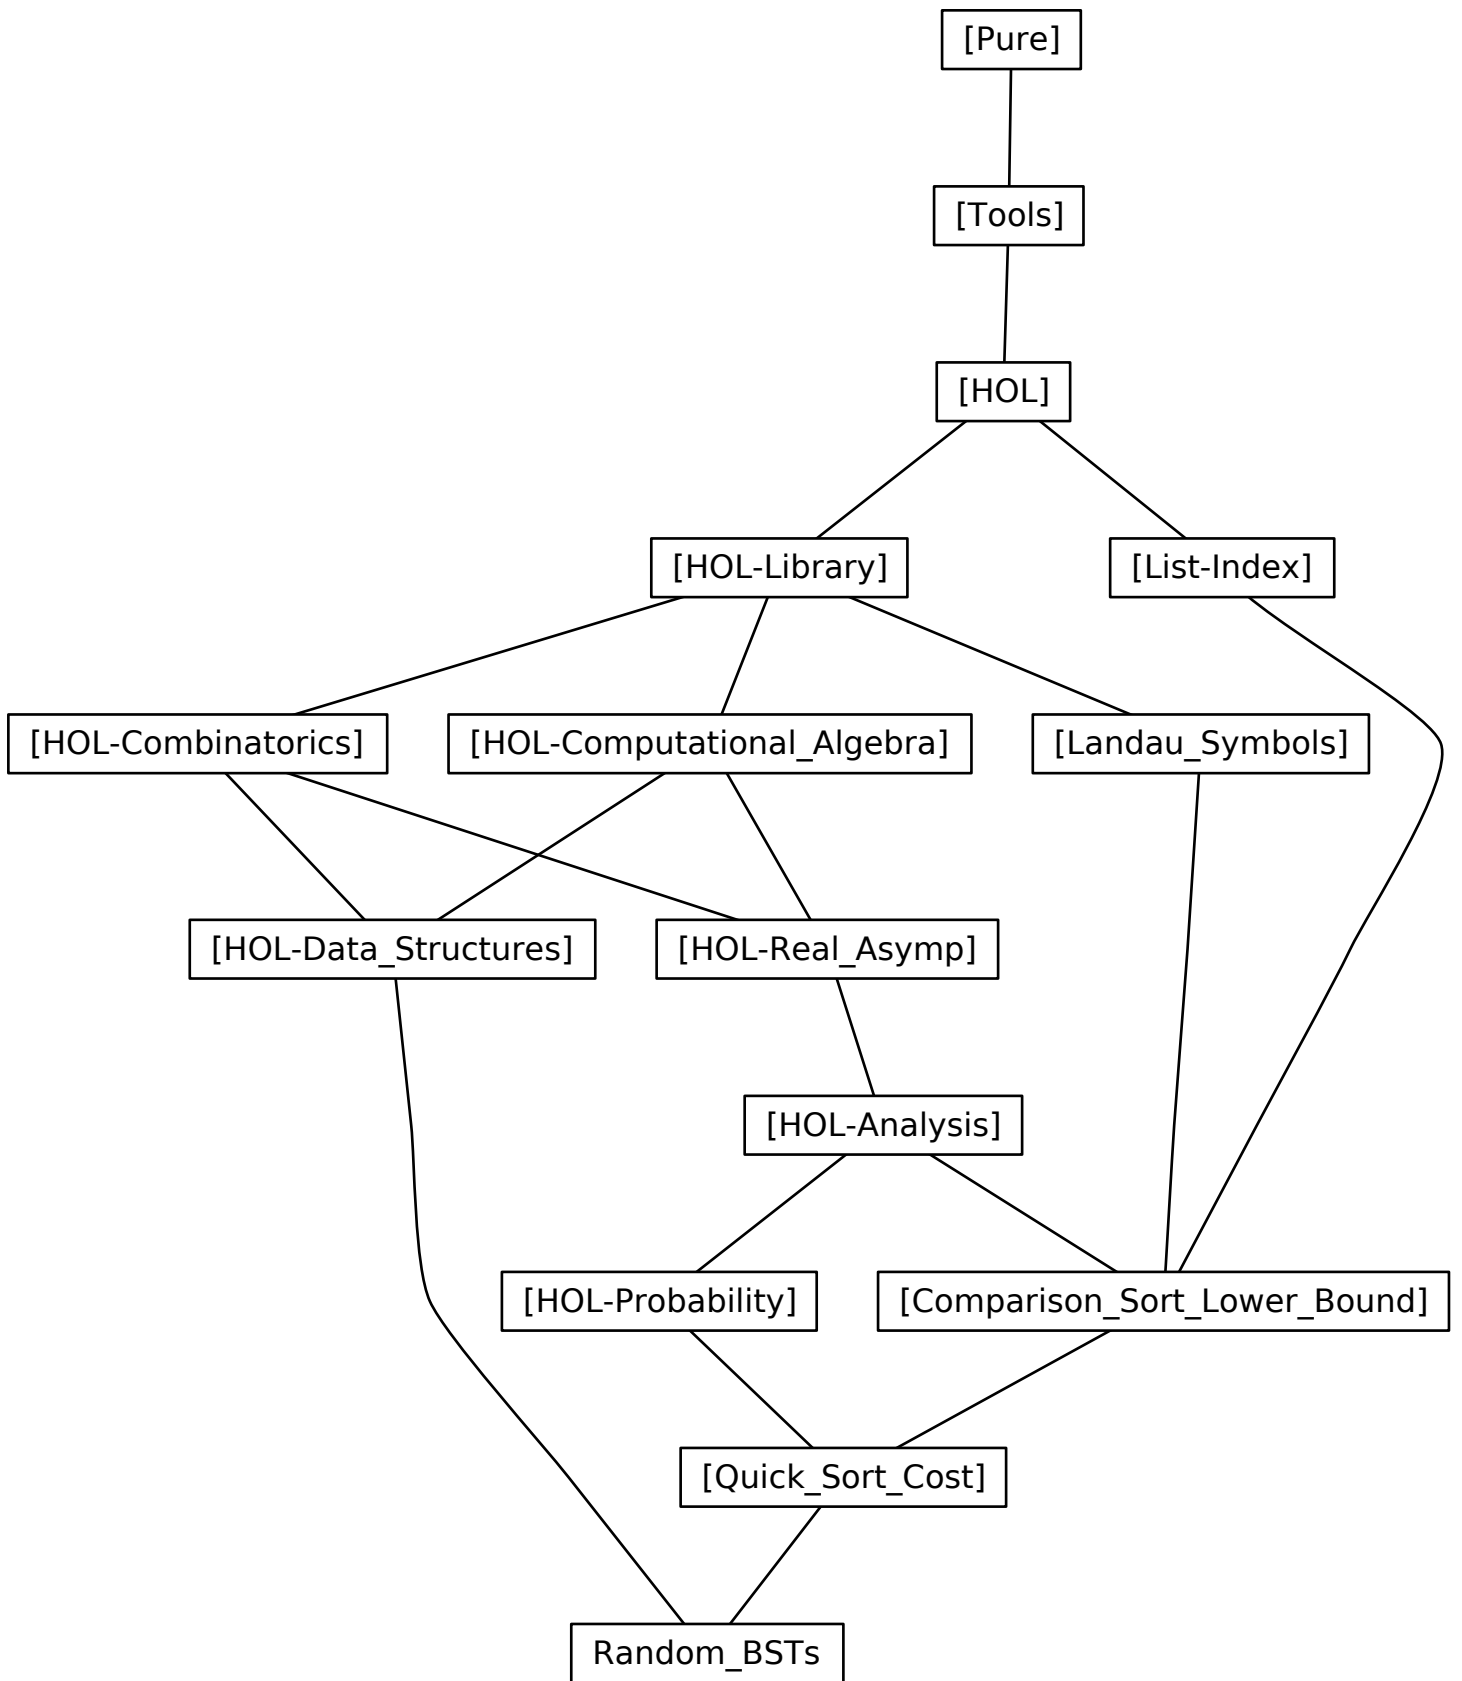 [Pure]
[Tools]
[HOL]
[HOL-Library]
[List-Index]
[HOL-Combinatorics]
[HOL-Computational_Algebra]
[Landau_Symbols]
[HOL-Data_Structures]
[HOL-Real_Asymp]
[HOL-Analysis]
[HOL-Probability]
[Comparison_Sort_Lower_Bound]
[Quick_Sort_Cost]
Random_BSTs